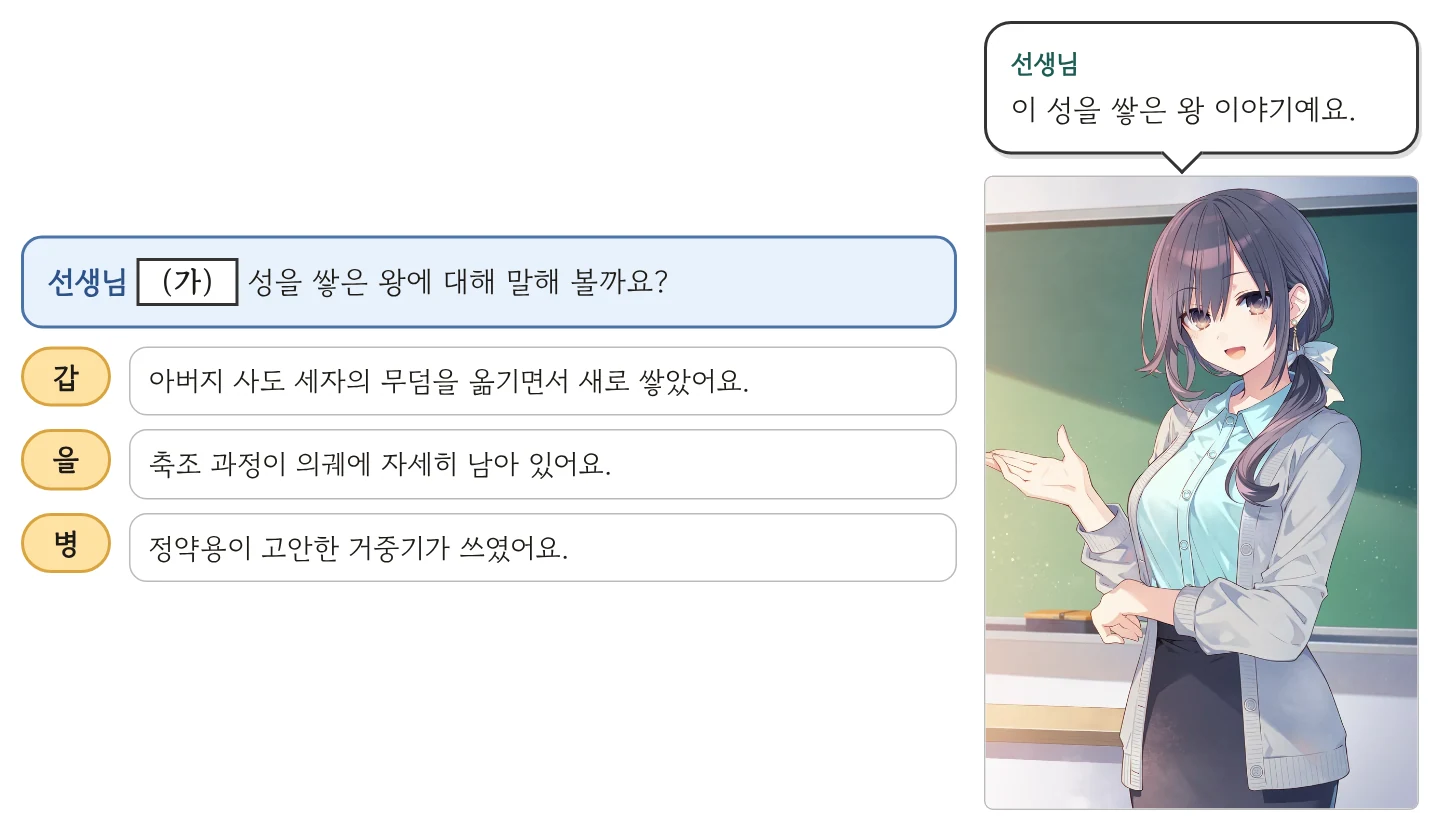 선생님
이 성을 쌓은 왕 이야기예요.
선생님 (가) 성을 쌓은 왕에 대해 말해 볼까요?
갑 아버지 사도 세자의 무덤을 옮기면서 새로 쌓았어요.
을 축조 과정이 의궤에 자세히 남아 있어요.
병 정약용이 고안한 거중기가 쓰였어요.